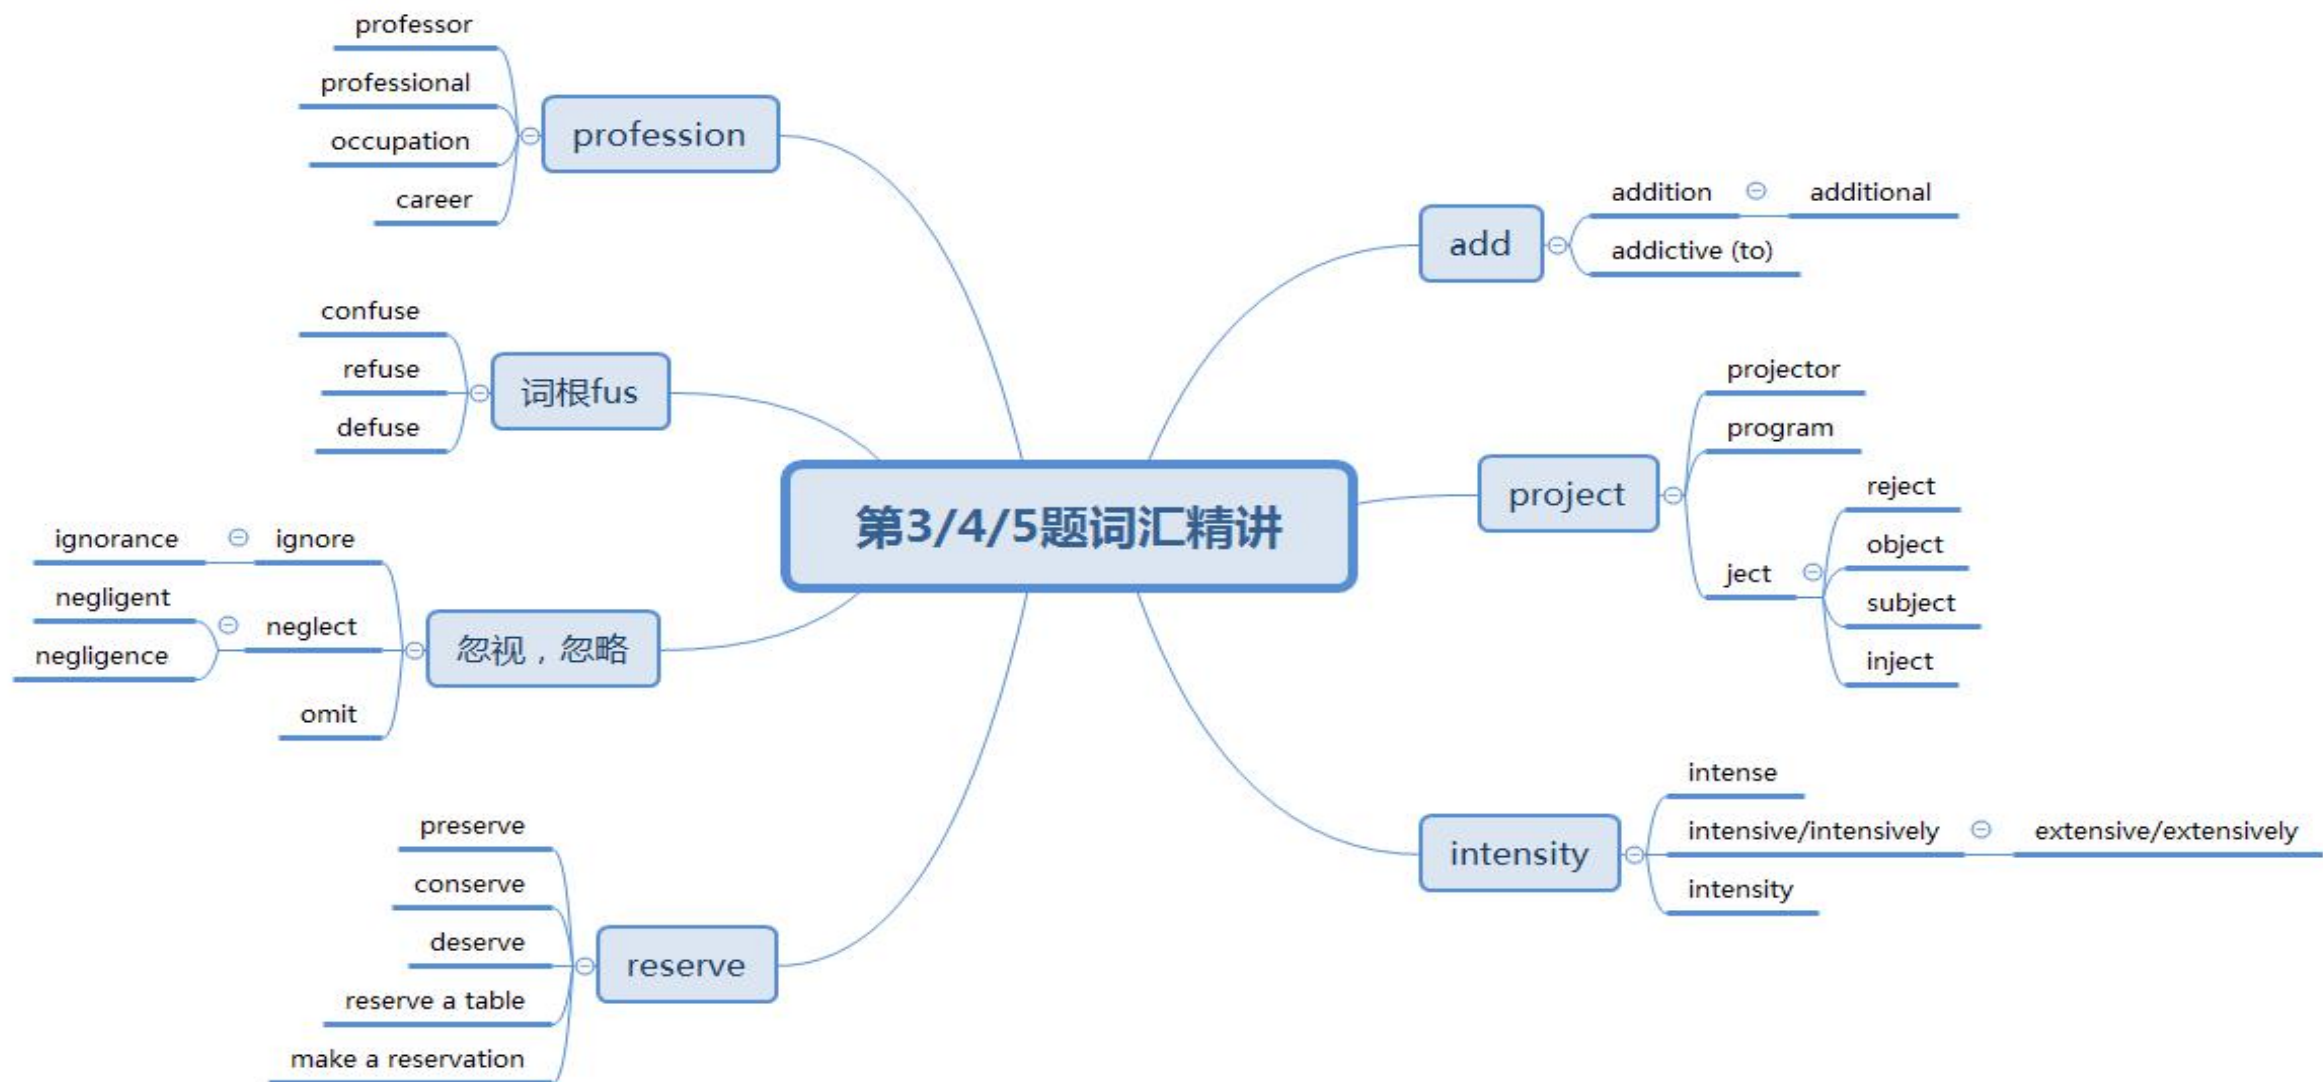 第3/4/5题词汇精讲
profession
professor
professional
occupation
career
词根fus
confuse
refuse
defuse
忽视，忽略
ignore
ignorance
neglect
negligent
negligence
omit
reserve
preserve
conserve
deserve
reserve a table
make a reservation
add
addition
additional
addictive (to)
project
projector
program
ject
reject
object
subject
inject
intensity
intense
intensive/intensively
extensive/extensively
intensity